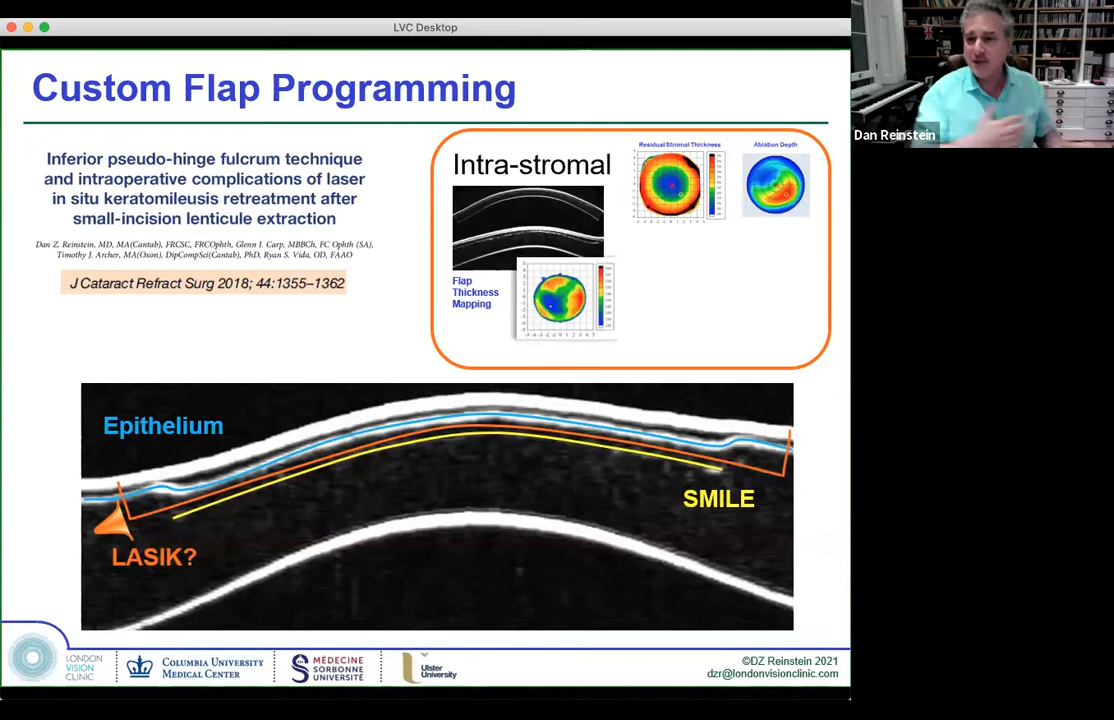 LVC Desktop
Custom Flap Programming
Inferior pseudo-hinge fulcrum technique
and intraoperative complications of laser
in situ keratomileusis retreatment after
small-incision lenticule extraction
Dan Z. Reinstein, MD, MA(Cantab), FRCSC, FRCOphth, Glenn I. Carp, MBBCh, FC Ophth (SA),
Timothy J. Archer, MA(Oxon), DipCompSci(Cantab), PhD, Ryan S. Vida, OD, FAAO
J Cataract Refract Surg 2018; 44:1355–1362
Intra-stromal
Residual Stromal Thickness
Ablation Depth
Flap
Thickness
Mapping
Epithelium
SMILE
LASIK?
LONDON
VISION
CLINIC
COLUMBIA UNIVERSITY
MEDICAL CENTER
MÉDECINE
SORBONNE
UNIVERSITÉ
Ulster
University
©DZ Reinstein 2021
dzr@londonvisionclinic.com
Dan Reinstein